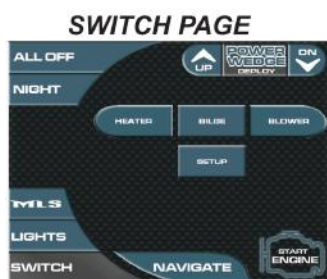 SWITCH PAGE
ALL OFF
UP
POWER
WEDGE
DEPLOY
DN
NIGHT
HEATER
BILGE
BLOWER
SETUP
MLS
LIGHTS
SWITCH
NAVIGATE
START
ENGINE